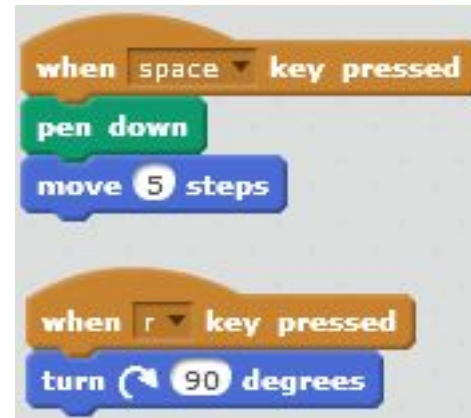 when space key pressed
pen down
move 5 steps
when r key pressed
turn 90 degrees